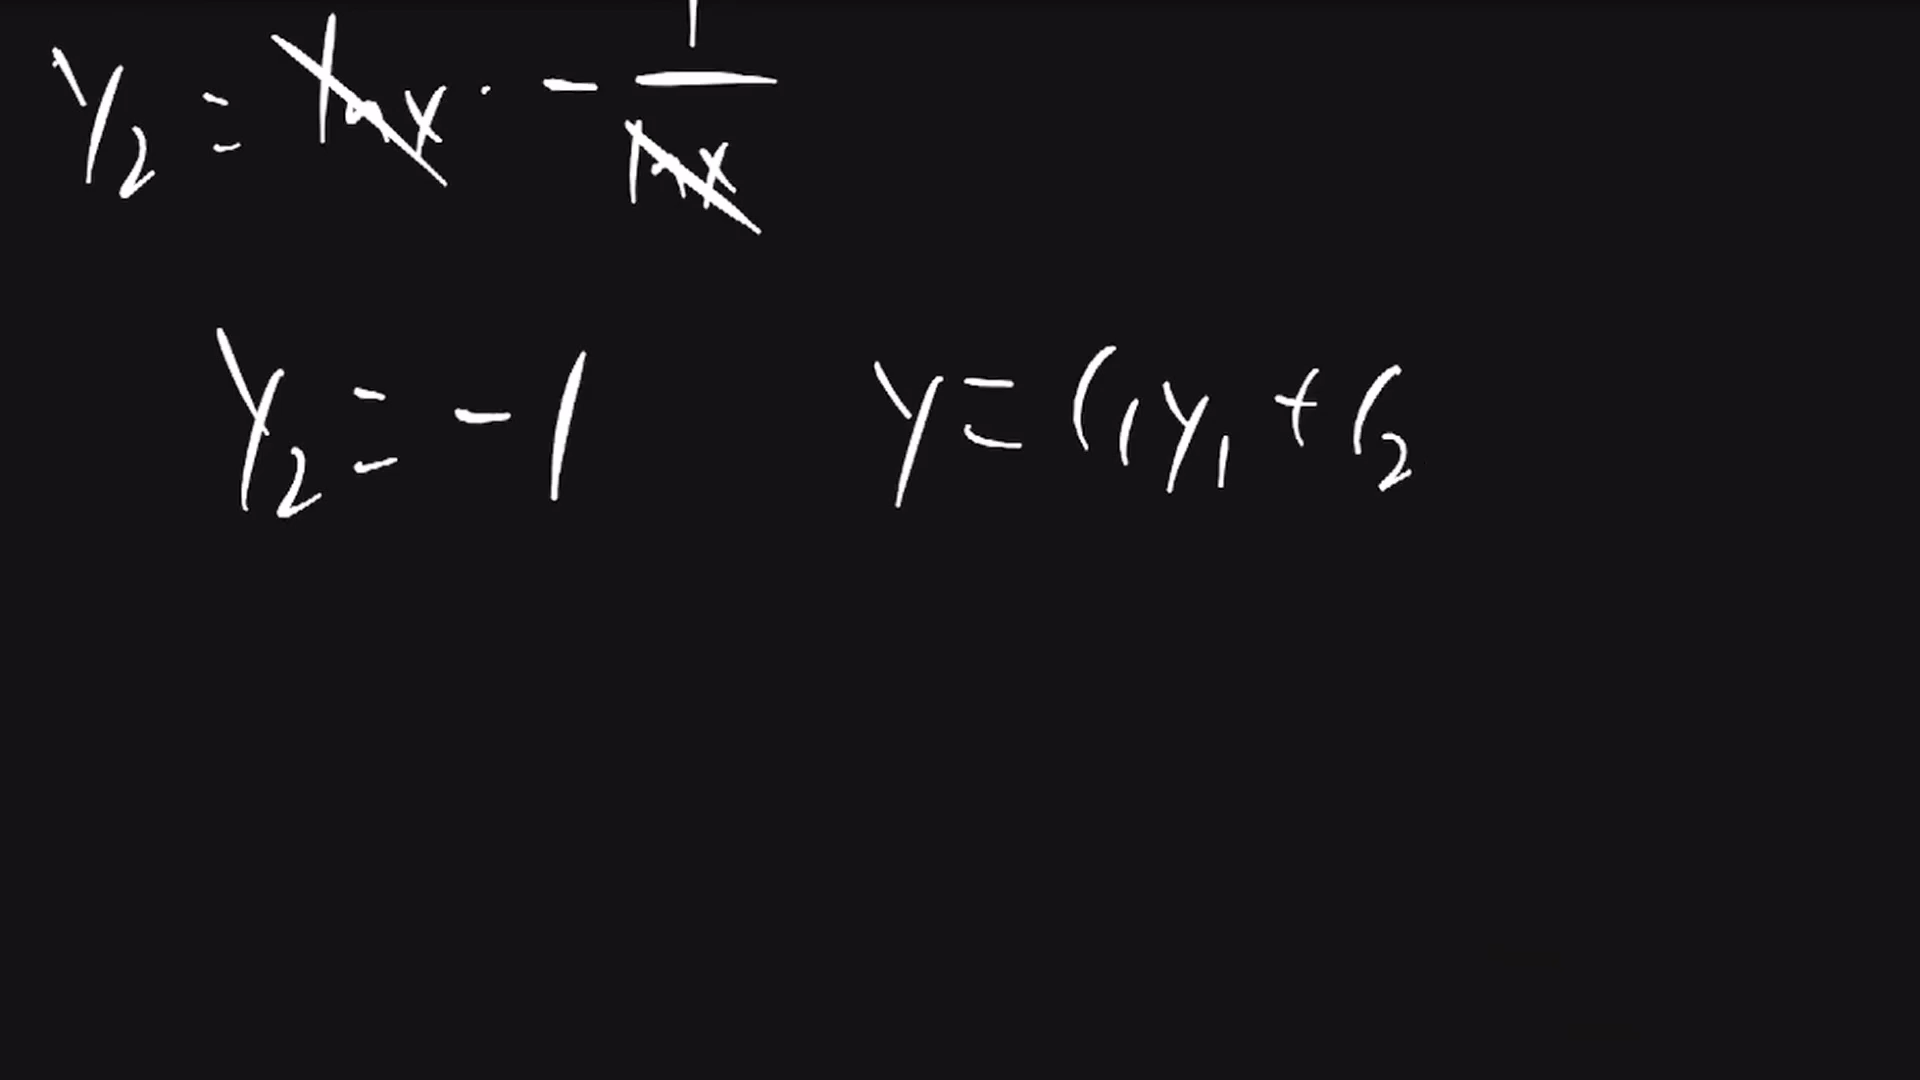 y₂ = lnx · - 1/lnx
y₂ = -1 y = C₁y₁ + C₂